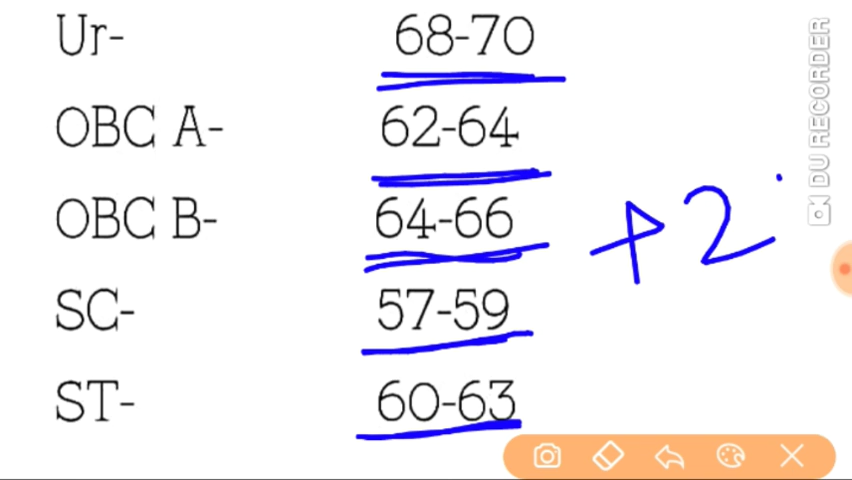 Ur- 68-70
OBC A- 62-64
OBC B- 64-66
+2
SC- 57-59
ST- 60-63
DU RECORDER